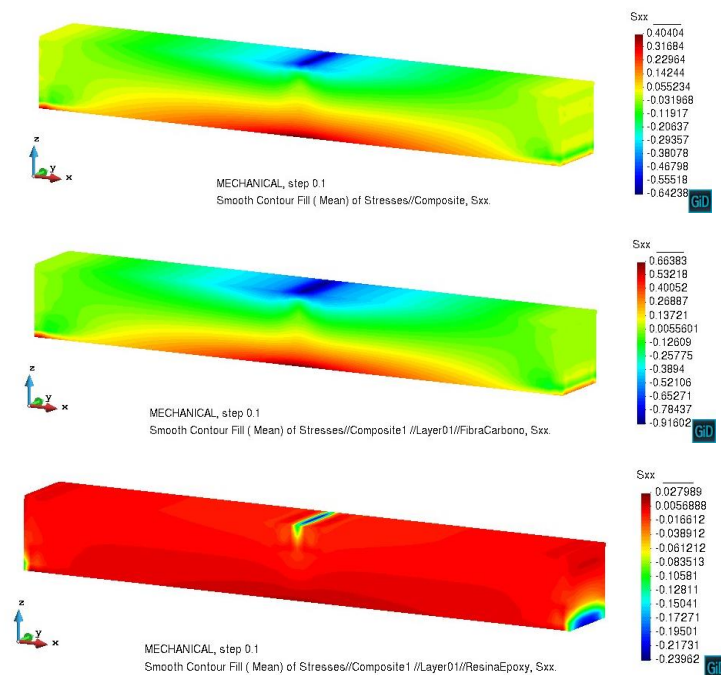 Sxx
0.40404
0.31684
0.22964
0.14244
0.055234
-0.031968
-0.11917
-0.20637
-0.29357
-0.38078
-0.46798
-0.55518
-0.64238
GiD
z
y
x
MECHANICAL, step 0.1
Smooth Contour Fill ( Mean) of Stresses//Composite, Sxx.
Sxx
0.66383
0.53218
0.40052
0.26887
0.13721
0.0055601
-0.12609
-0.25775
-0.3894
-0.52106
-0.65271
-0.78437
-0.91602
GiD
z
y
x
MECHANICAL, step 0.1
Smooth Contour Fill ( Mean) of Stresses//Composite1 //Layer01//FibraCarbono, Sxx.
Sxx
0.027989
0.0056888
-0.016612
-0.038912
-0.061212
-0.083513
-0.10581
-0.12811
-0.15041
-0.17271
-0.19501
-0.21731
-0.23962
GiD
z
y
x
MECHANICAL, step 0.1
Smooth Contour Fill ( Mean) of Stresses//Composite1 //Layer01//ResinaEpoxy, Sxx.